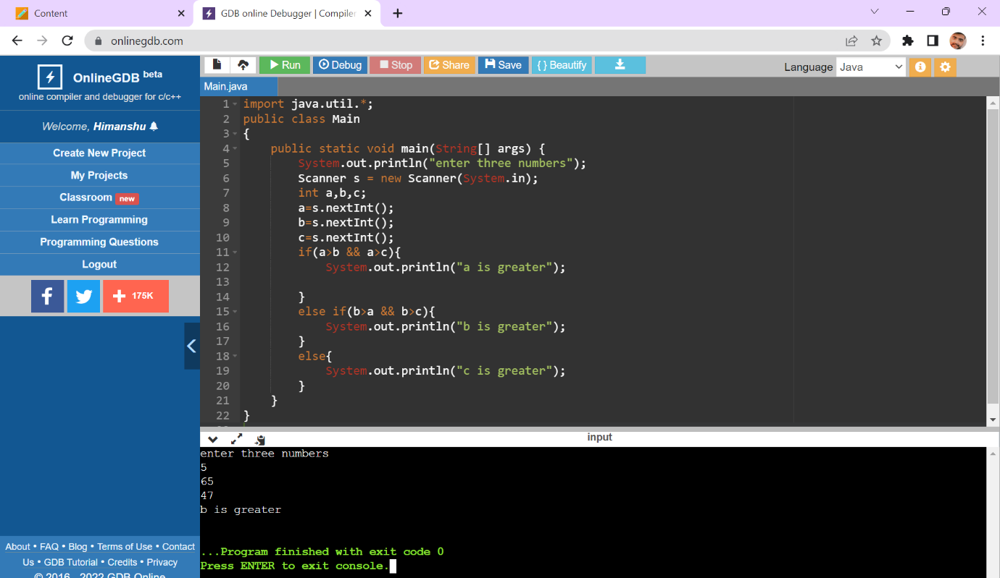 Content
GDB online Debugger | Compiler
onlinegdb.com
OnlineGDB beta
online compiler and debugger for c/c++
Welcome, Himanshu
Create New Project
My Projects
Classroom new
Learn Programming
Programming Questions
Logout
175K
About • FAQ • Blog • Terms of Use • Contact
Us • GDB Tutorial • Credits • Privacy
© 2016 - 2022 GDB Online
Run Debug Stop Share Save { } Beautify
Language Java
Main.java
1 import java.util.*;
2 public class Main
3 {
4 public static void main(String[] args) {
5 System.out.println("enter three numbers");
6 Scanner s = new Scanner(System.in);
7 int a,b,c;
8 a=s.nextInt();
9 b=s.nextInt();
10 c=s.nextInt();
11 if(a>b && a>c){
12 System.out.println("a is greater");
13
14 }
15 else if(b>a && b>c){
16 System.out.println("b is greater");
17 }
18 else{
19 System.out.println("c is greater");
20 }
21 }
22 }
input
enter three numbers
5
65
47
b is greater
...Program finished with exit code 0
Press ENTER to exit console.